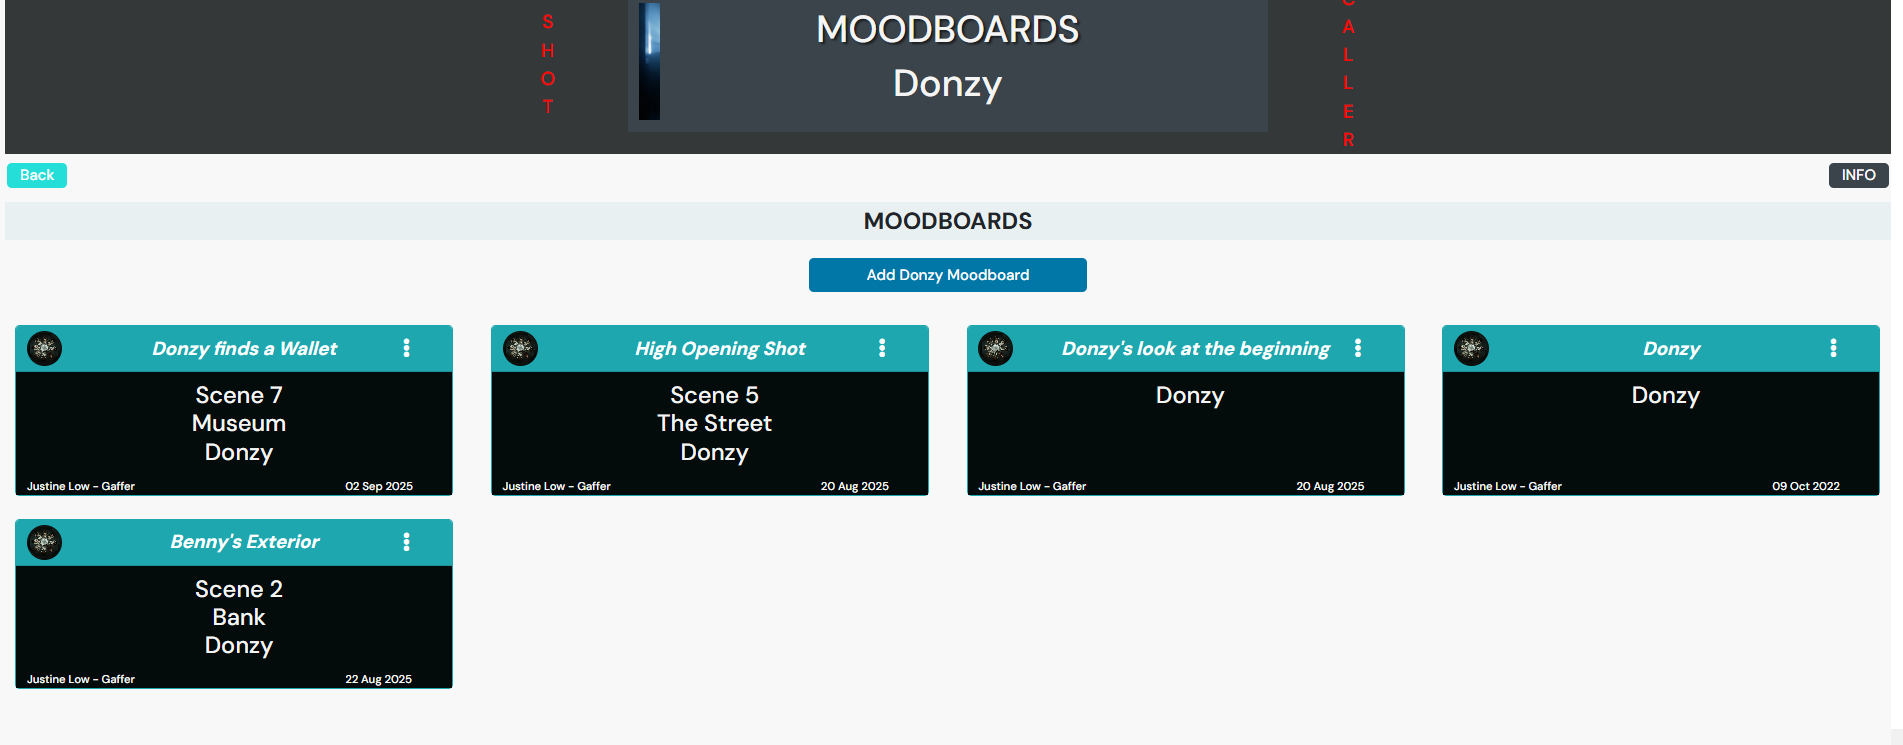 SHOT
MOODBOARDS
Donzy
CALLER
Back
INFO
MOODBOARDS
Add Donzy Moodboard
Donzy finds a Wallet
Scene 7
Museum
Donzy
Justine Low - Gaffer
02 Sep 2025
High Opening Shot
Scene 5
The Street
Donzy
Justine Low - Gaffer
20 Aug 2025
Donzy's look at the beginning
Donzy
Justine Low - Gaffer
20 Aug 2025
Donzy
Donzy
Justine Low - Gaffer
09 Oct 2022
Benny's Exterior
Scene 2
Bank
Donzy
Justine Low - Gaffer
22 Aug 2025